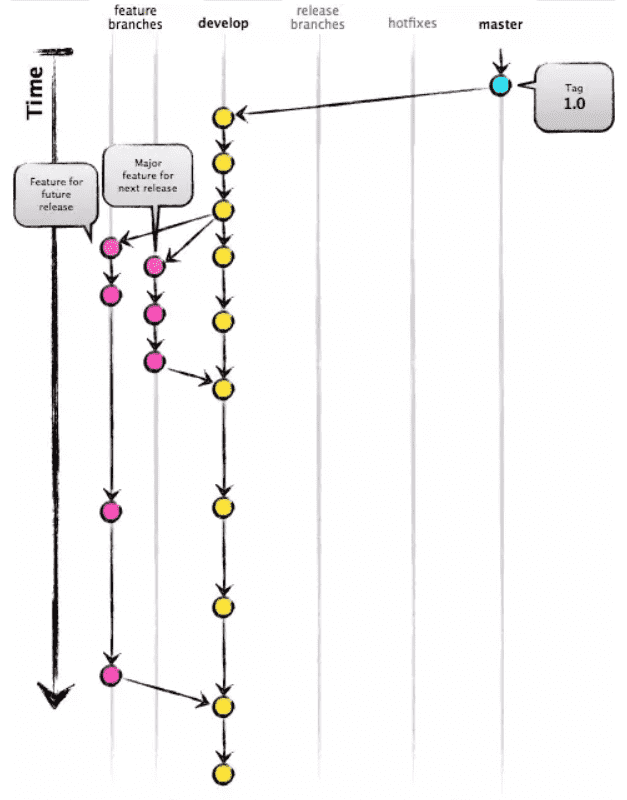 feature
branches
develop
release
branches
hotfixes
master
Time
Tag
1.0
Major
feature for
next release
Feature for
future
release